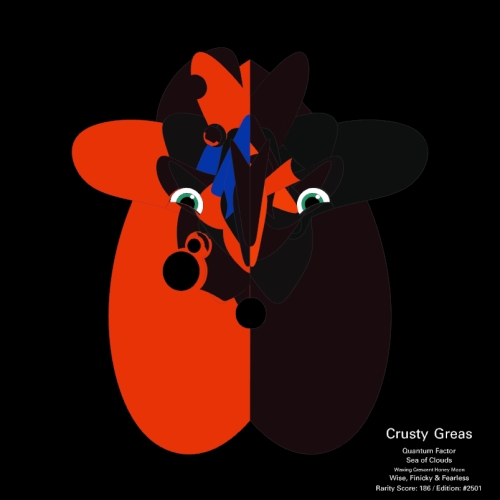 Crusty Greas
Quantum Factor
Sea of Clouds
Waxing Crescent Honey Moon
Wise, Finicky & Fearless
Rarity Score: 186 / Edition: #2501